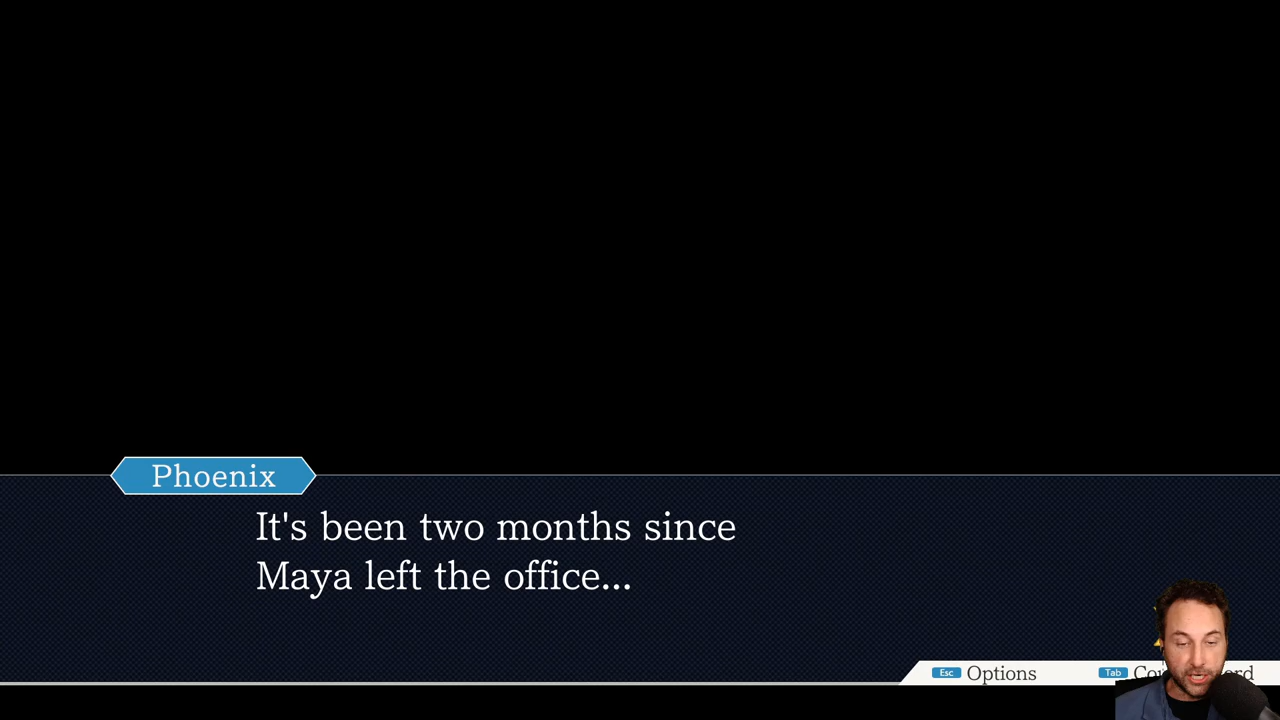 Phoenix
It's been two months since
Maya left the office...
Esc Options
Tab